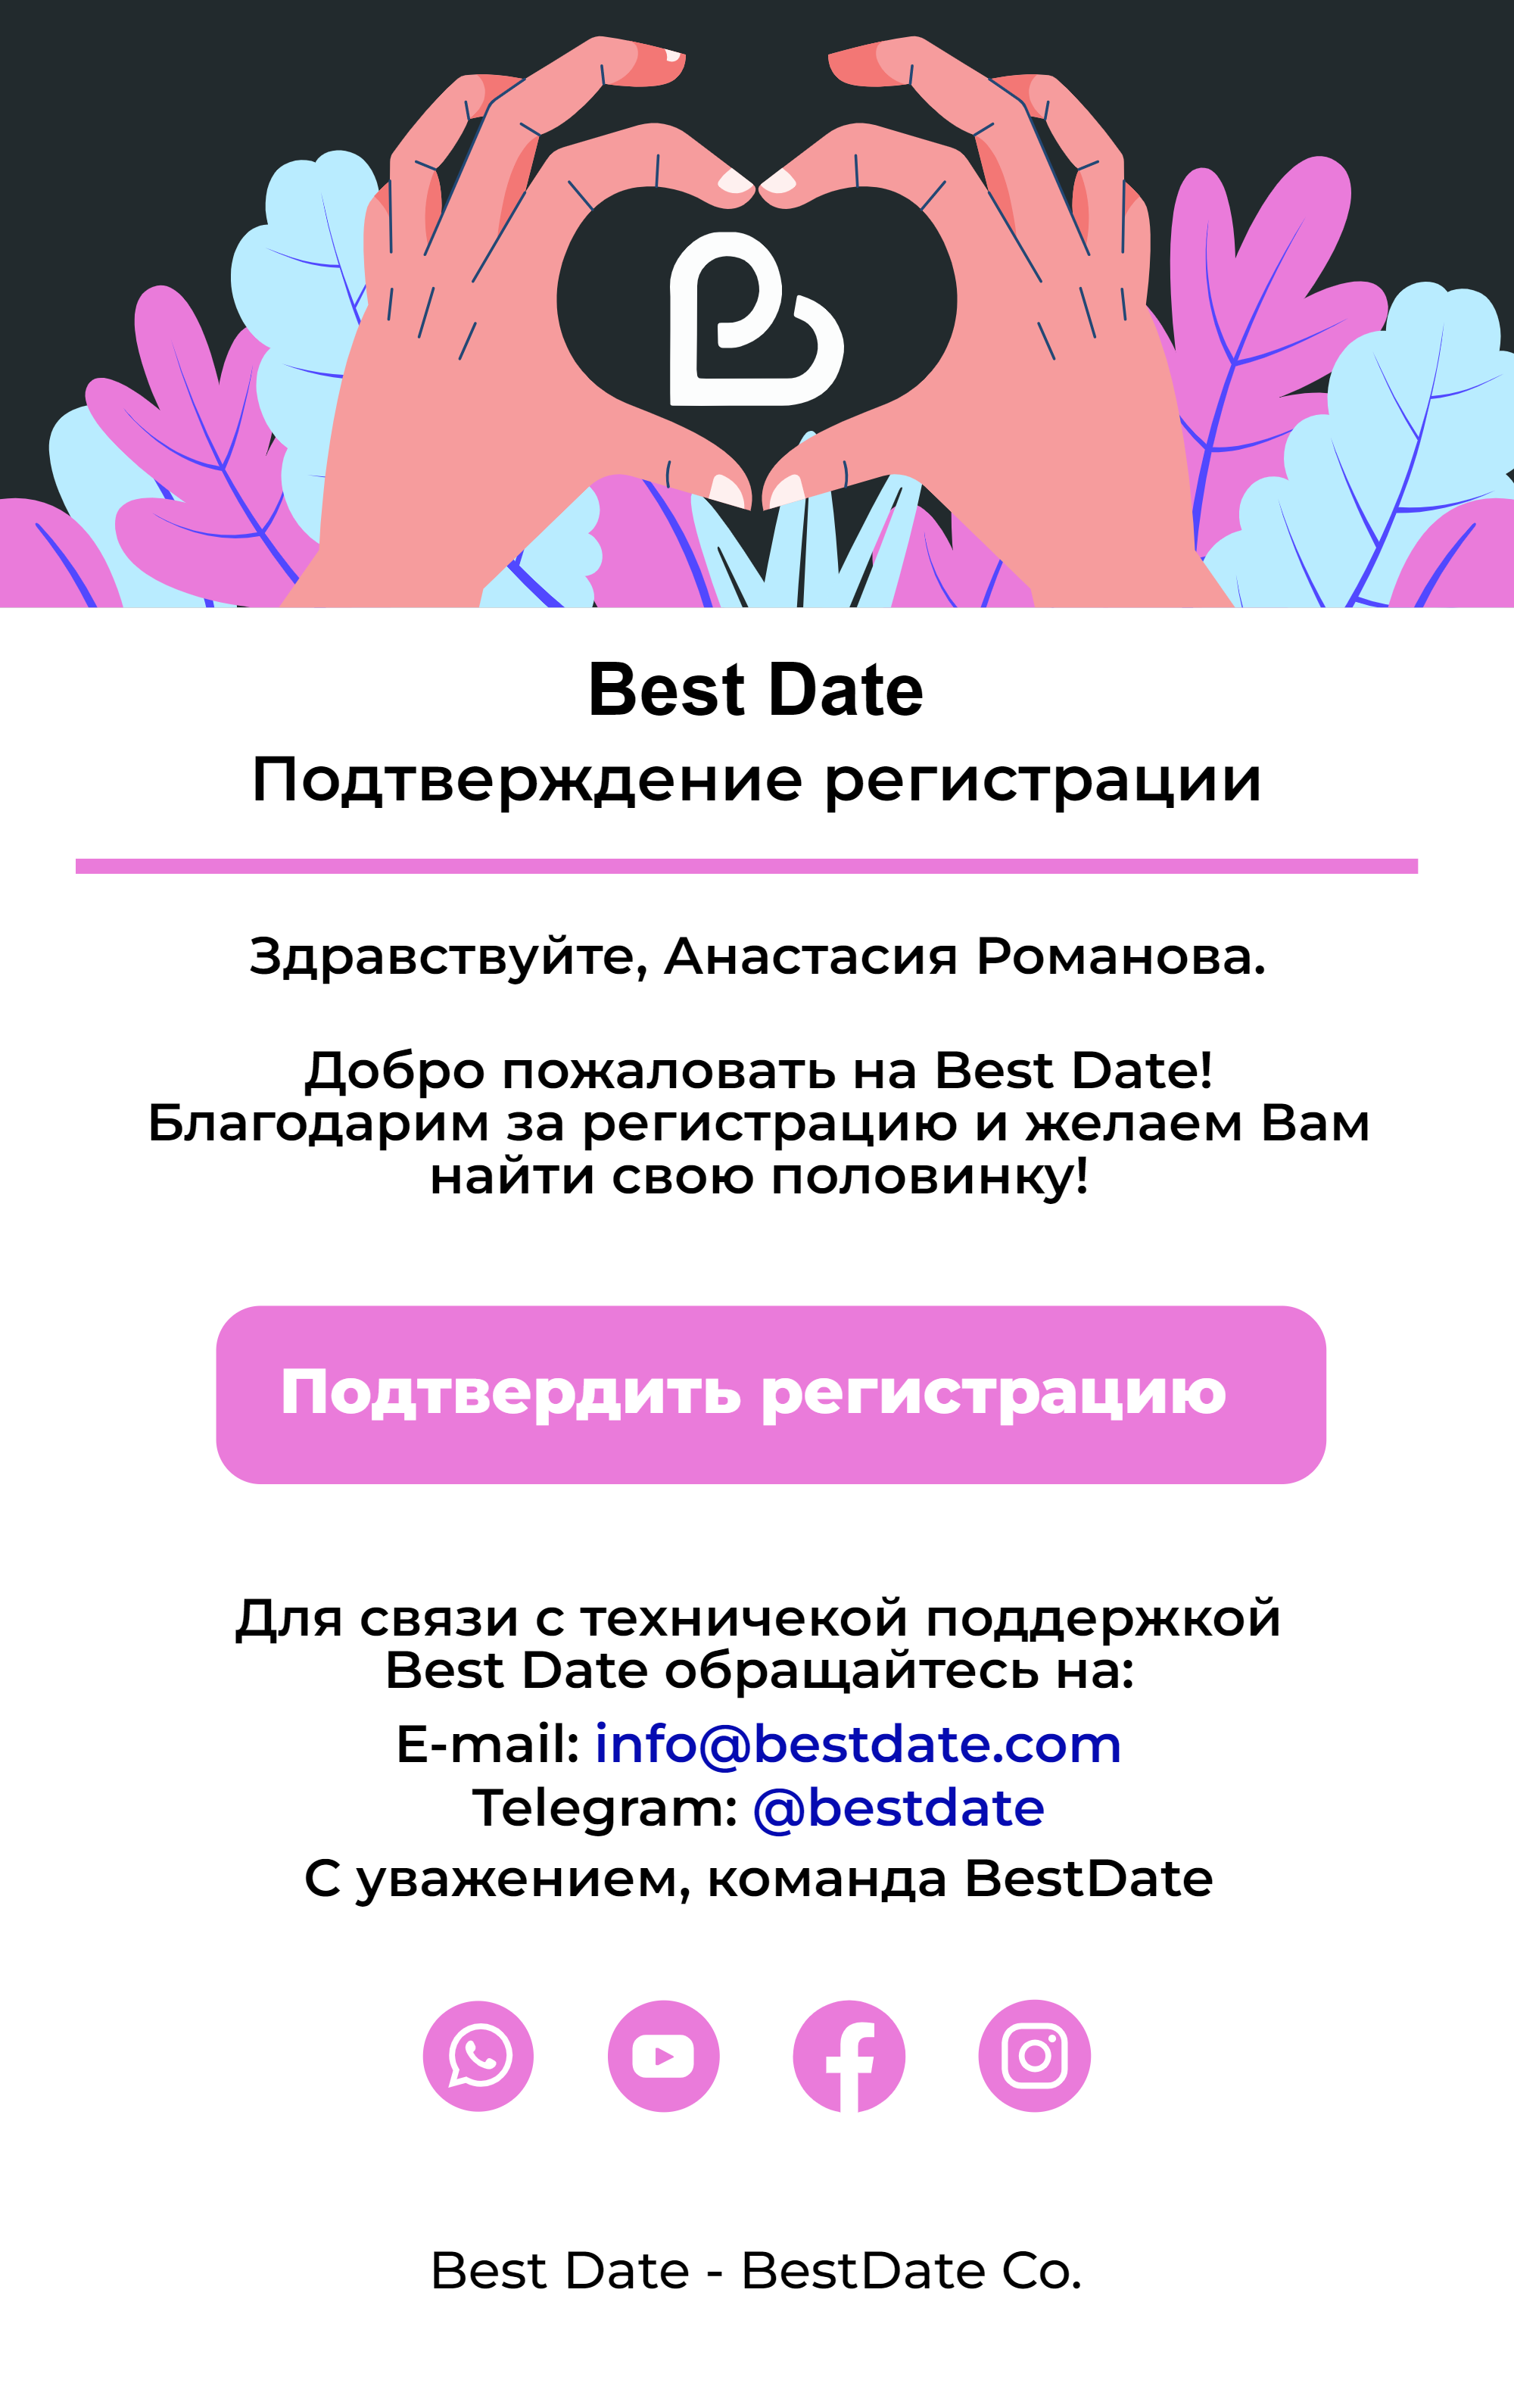 Best Date
Подтверждение регистрации
Здравствуйте, Анастасия Романова.
Добро пожаловать на Best Date!
Благодарим за регистрацию и желаем Вам
найти свою половинку!
Подтвердить регистрацию
Для связи с техничекой поддержкой
Best Date обращайтесь на:
E-mail: info@bestdate.com
Telegram: @bestdate
С уважением, команда BestDate
Best Date - BestDate Co.